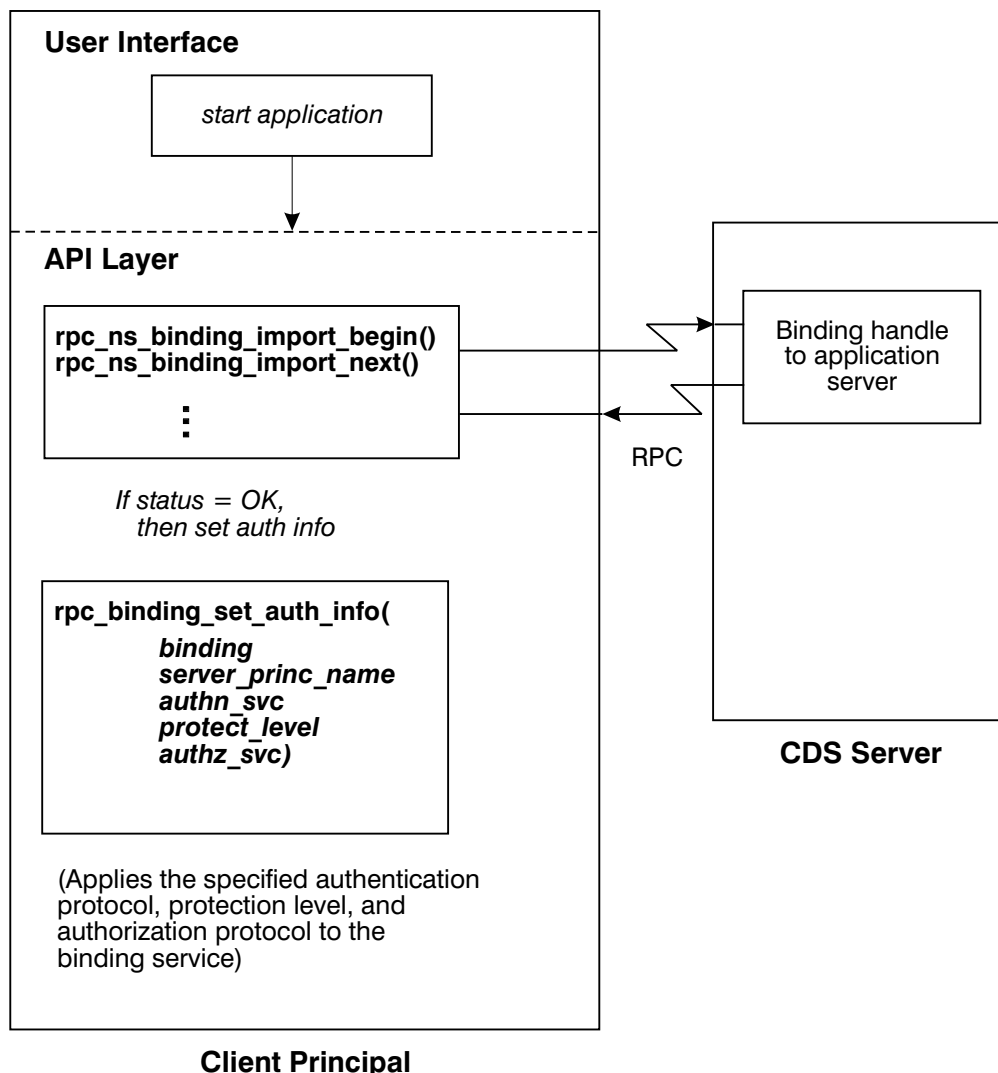 User Interface
start application
API Layer
rpc_ns_binding_import_begin()
rpc_ns_binding_import_next()
⋮
Binding handle
to application
server
RPC
If status = OK,
then set auth info
rpc_binding_set_auth_info(
binding
server_princ_name
authn_svc
protect_level
authz_svc)
CDS Server
(Applies the specified authentication
protocol, protection level, and
authorization protocol to the
binding service)
Client Principal